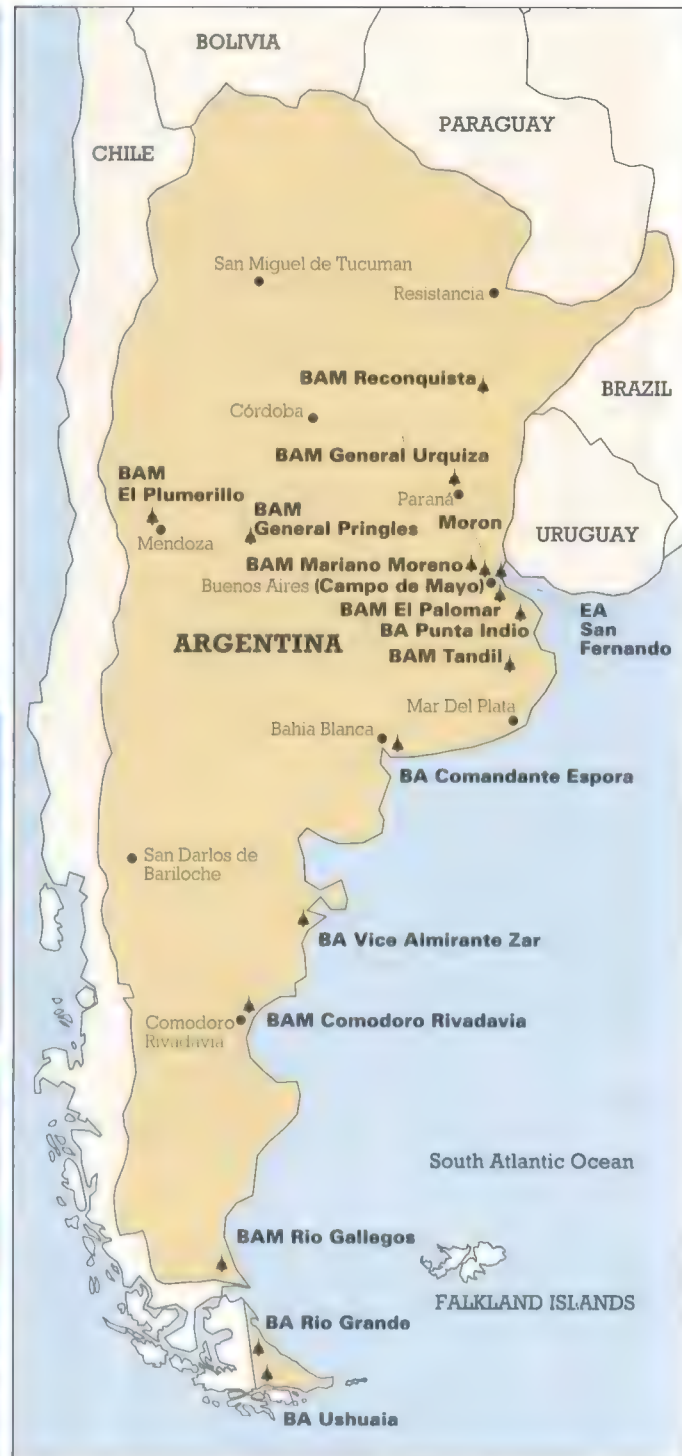 BOLIVIA
PARAGUAY
CHILE
San Miguel de Tucuman
Resistancia
BAM Reconquista
BRAZIL
Córdoba
BAM General Urquiza
BAM
El Plumerillo
Paraná
BAM
General Pringles
Moron
URUGUAY
Mendoza
BAM Mariano Moreno
Buenos Aires (Campo de Mayo)
BAM El Palomar
EA
San
Fernando
BA Punta Indio
ARGENTINA
BAM Tandil
Mar Del Plata
Bahia Blanca
BA Comandante Espora
San Darlos de
Bariloche
BA Vice Almirante Zar
Comodoro
Rivadavia
BAM Comodoro Rivadavia
South Atlantic Ocean
BAM Rio Gallegos
FALKLAND ISLANDS
BA Rio Grande
BA Ushuaia